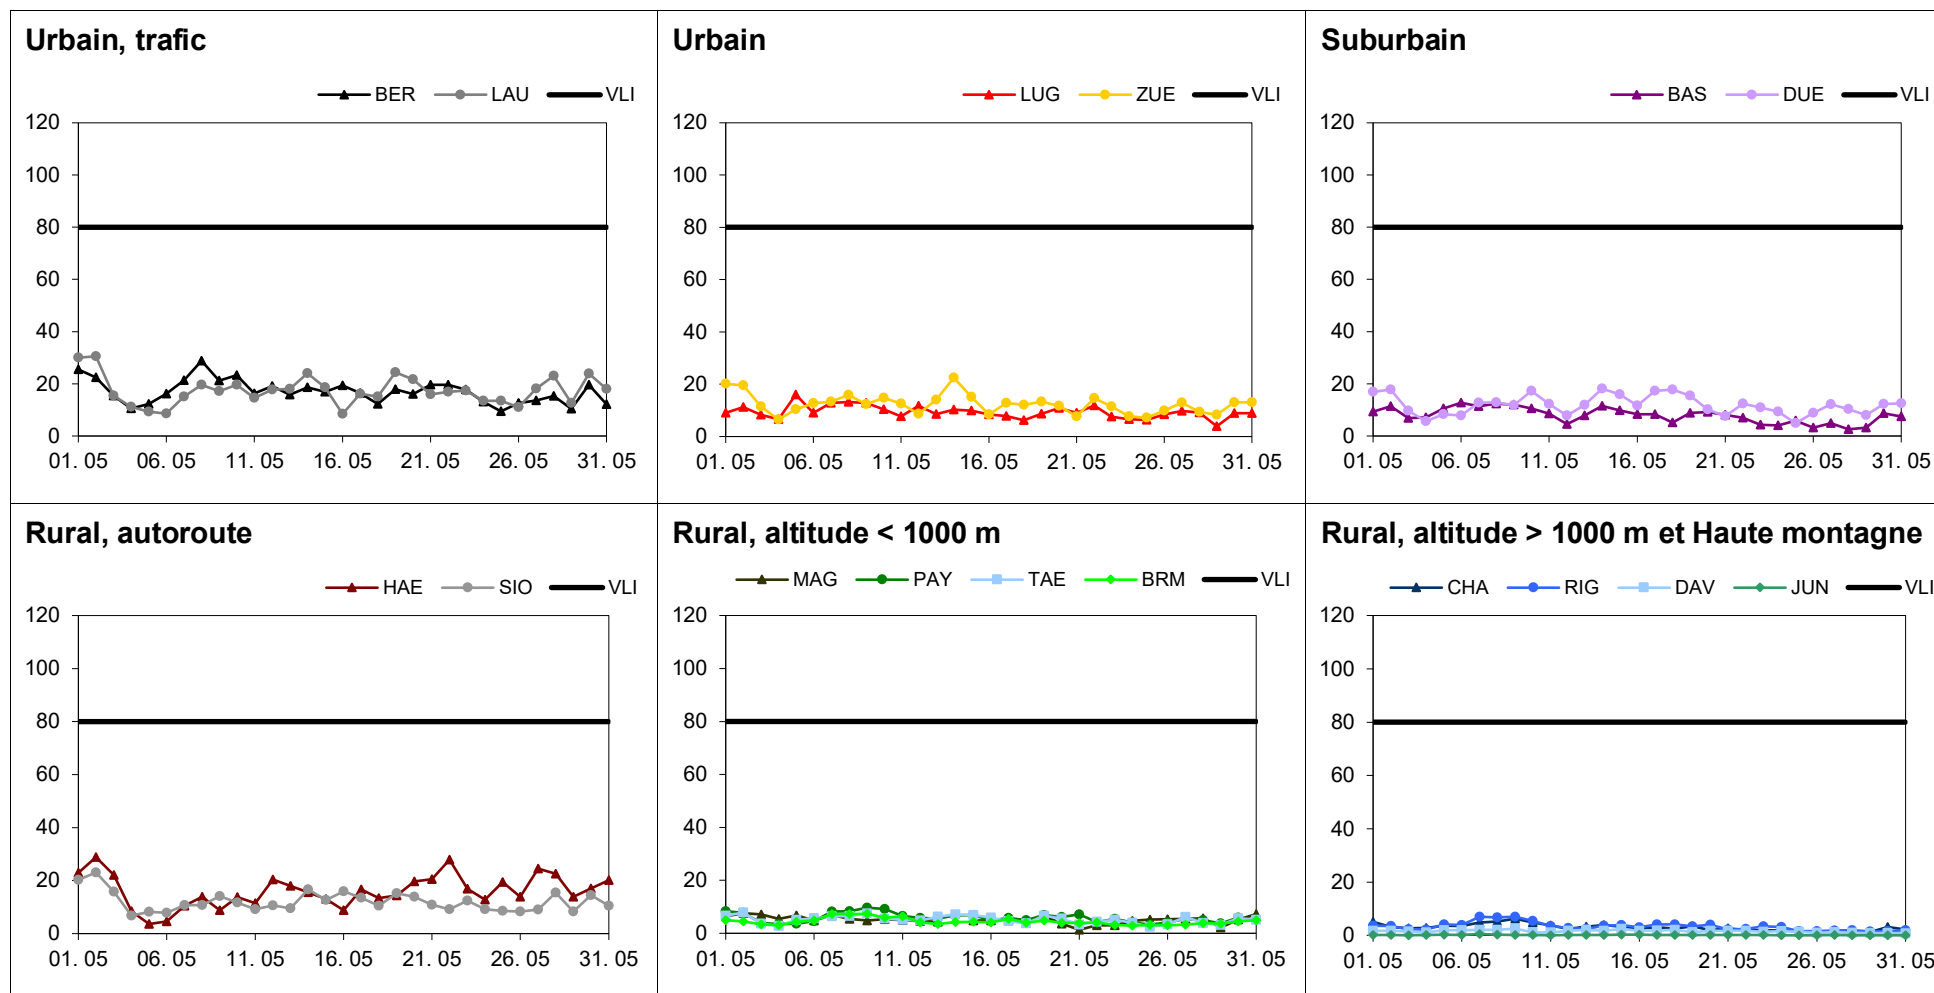 Urbain, trafic
BER LAU VLI
120
100
80
60
40
20
0
01. 05 06. 05 11. 05 16. 05 21. 05 26. 05 31. 05
Urbain
LUG ZUE VLI
120
100
80
60
40
20
0
01. 05 06. 05 11. 05 16. 05 21. 05 26. 05 31. 05
Suburbain
BAS DUE VLI
120
100
80
60
40
20
0
01. 05 06. 05 11. 05 16. 05 21. 05 26. 05 31. 05
Rural, autoroute
HAE SIO VLI
120
100
80
60
40
20
0
01. 05 06. 05 11. 05 16. 05 21. 05 26. 05 31. 05
Rural, altitude < 1000 m
MAG PAY TAE BRM VLI
120
100
80
60
40
20
0
01. 05 06. 05 11. 05 16. 05 21. 05 26. 05 31. 05
Rural, altitude > 1000 m et Haute montagne
CHA RIG DAV JUN VLI
120
100
80
60
40
20
0
01. 05 06. 05 11. 05 16. 05 21. 05 26. 05 31. 05